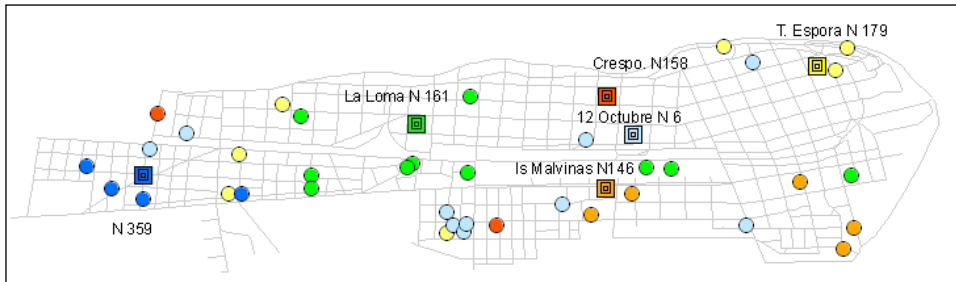 T. Espora N 179
Crespo. N158
La Loma N 161
12 Octubre N 6
Is Malvinas N146
N 359